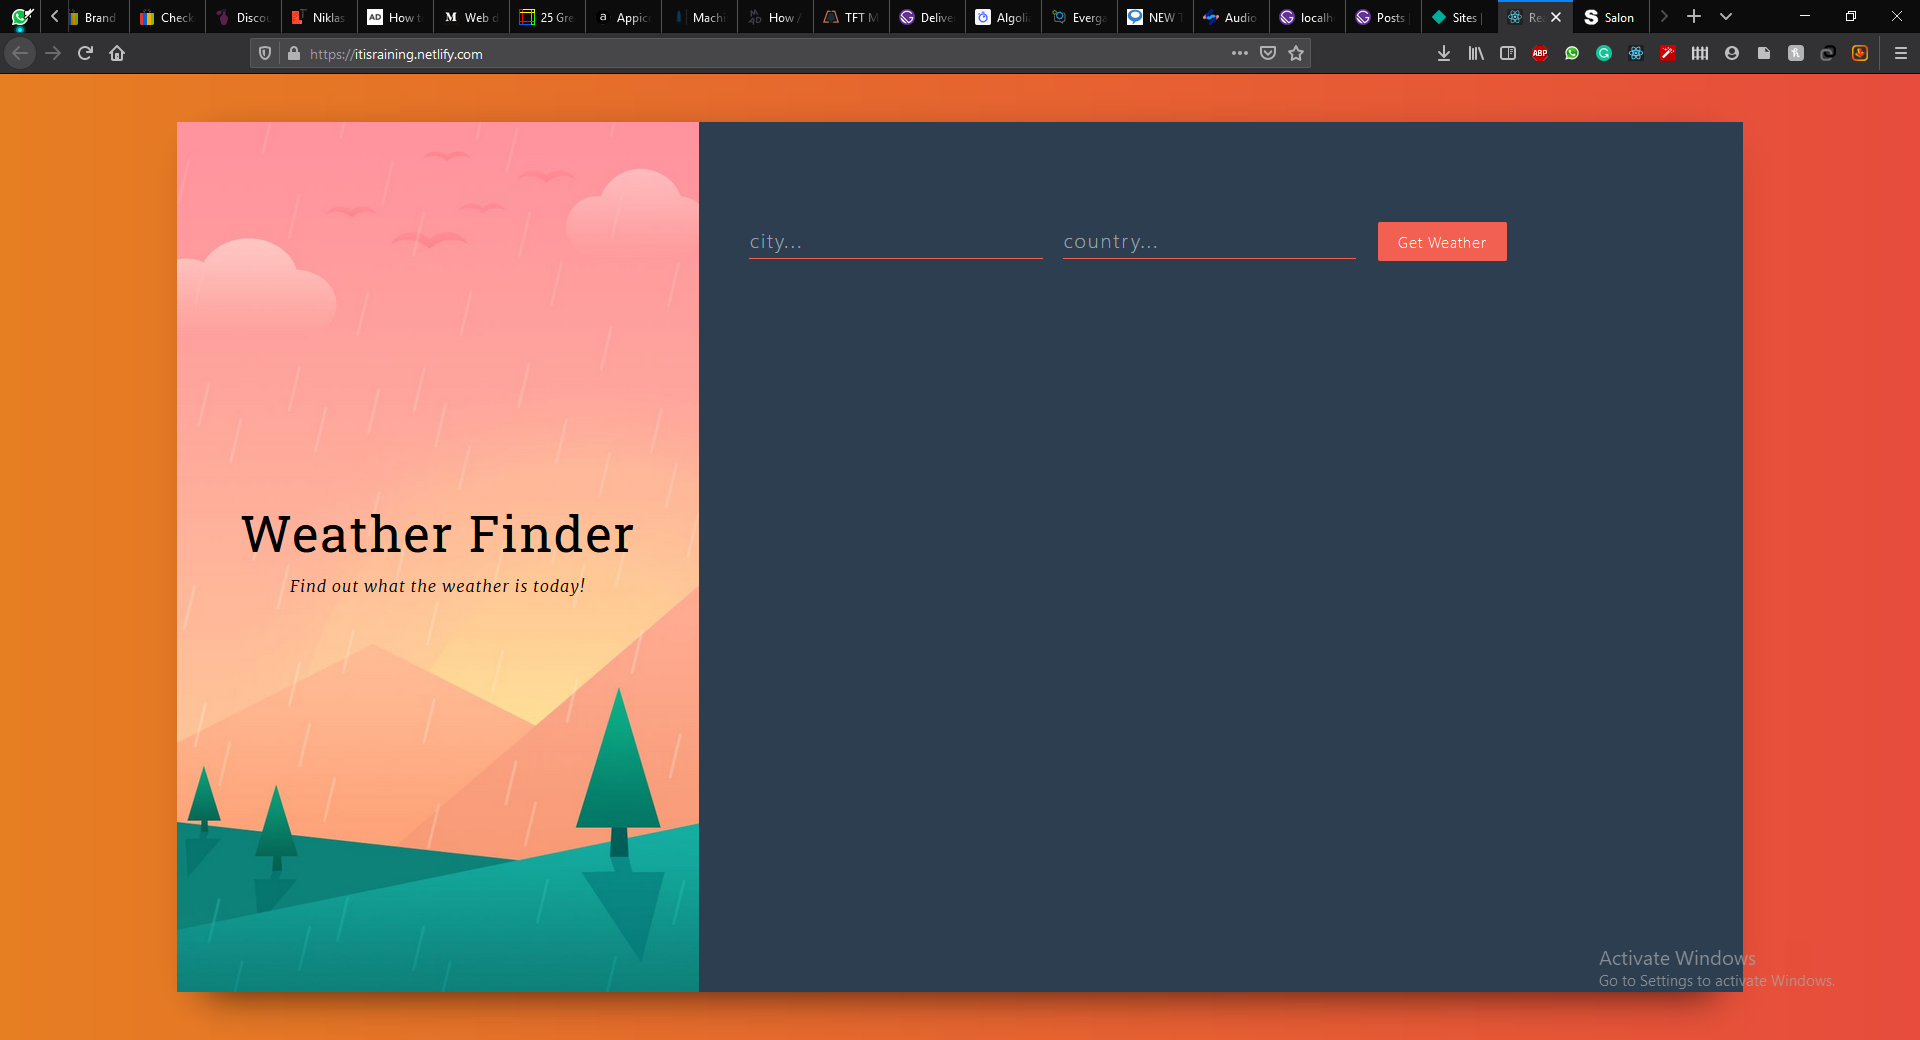 Brand
Check
Discou
Niklas
How t
Web d
25 Gre
Appic
Machi
How /
TFT M
Delive
Algoli
Everga
NEW T
Audio
localh
Posts |
Sites |
Re
Salon
https://itisraining.netlify.com
city...
country...
Get Weather
Weather Finder
Find out what the weather is today!
Activate Windows
Go to Settings to activate Windows.